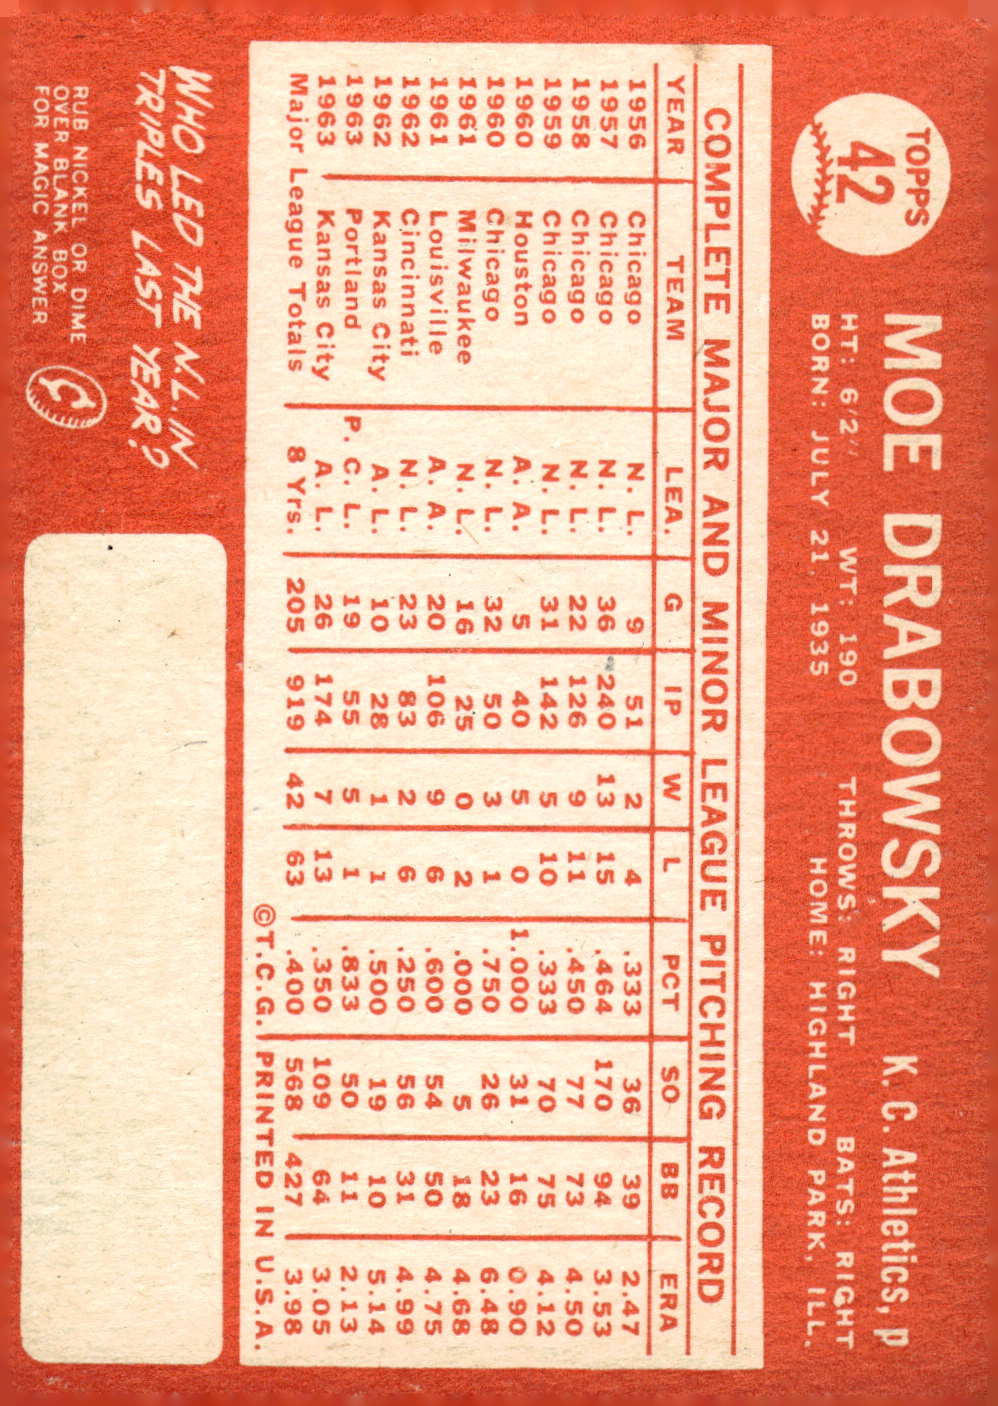 TOPPS
42
MOE DRABOWSKY K. C. Athletics, p
HT: 6'2" WT: 190 THROWS: RIGHT BATS: RIGHT
BORN: JULY 21, 1935 HOME: HIGHLAND PARK, ILL.
COMPLETE MAJOR AND MINOR LEAGUE PITCHING RECORD
YEAR TEAM LEA. G IP W L PCT SO BB ERA
1956 Chicago N. L. 9 51 2 4 .333 36 39 2.47
1957 Chicago N. L. 36 240 13 15 .464 170 94 3.53
1958 Chicago N. L. 22 126 9 11 .450 77 73 4.50
1959 Chicago N. L. 31 142 5 10 .333 70 75 4.12
1960 Houston A. A. 5 40 5 0 1.000 31 16 0.90
1960 Chicago N. L. 32 50 3 1 .750 26 23 6.48
1961 Milwaukee N. L. 16 25 0 2 .000 5 18 4.68
1961 Louisville A. A. 20 106 9 6 .600 54 50 4.75
1962 Cincinnati N. L. 23 83 2 6 .250 56 31 4.99
1962 Kansas City A. L. 10 28 1 1 .500 19 10 5.14
1963 Portland P. C. L. 19 55 5 1 .833 50 11 2.13
1963 Kansas City A. L. 26 174 7 13 .350 109 64 3.05
Major League Totals 8 Yrs. 205 919 42 63 .400 568 427 3.98
©T.C.G. PRINTED IN U.S.A.
WHO LED THE N.L. IN
TRIPLES LAST YEAR?
RUB NICKEL OR DIME
OVER BLANK BOX
FOR MAGIC ANSWER